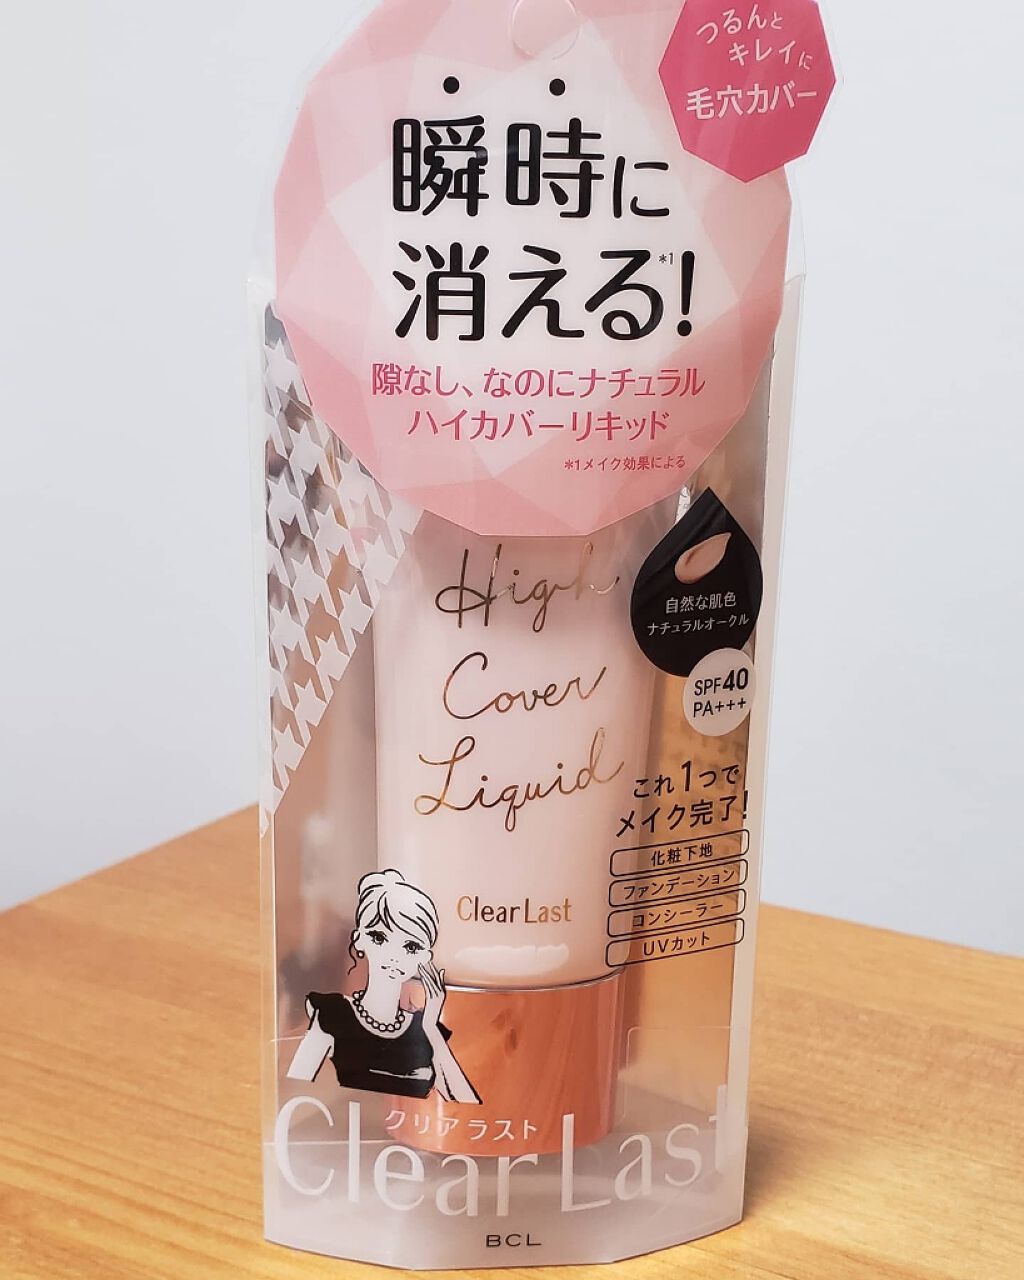 つるんと
キレイに
毛穴カバー
瞬時に
消える!*1
隙なし、なのにナチュラル
ハイカバーリキッド
*1メイク効果による
High
Cover
Liquid
ClearLast
自然な肌色
ナチュラルオークル
SPF40
PA+++
これ1つで
メイク完了!
化粧下地
ファンデーション
コンシーラー
UVカット
クリアラスト
ClearLast
BCL